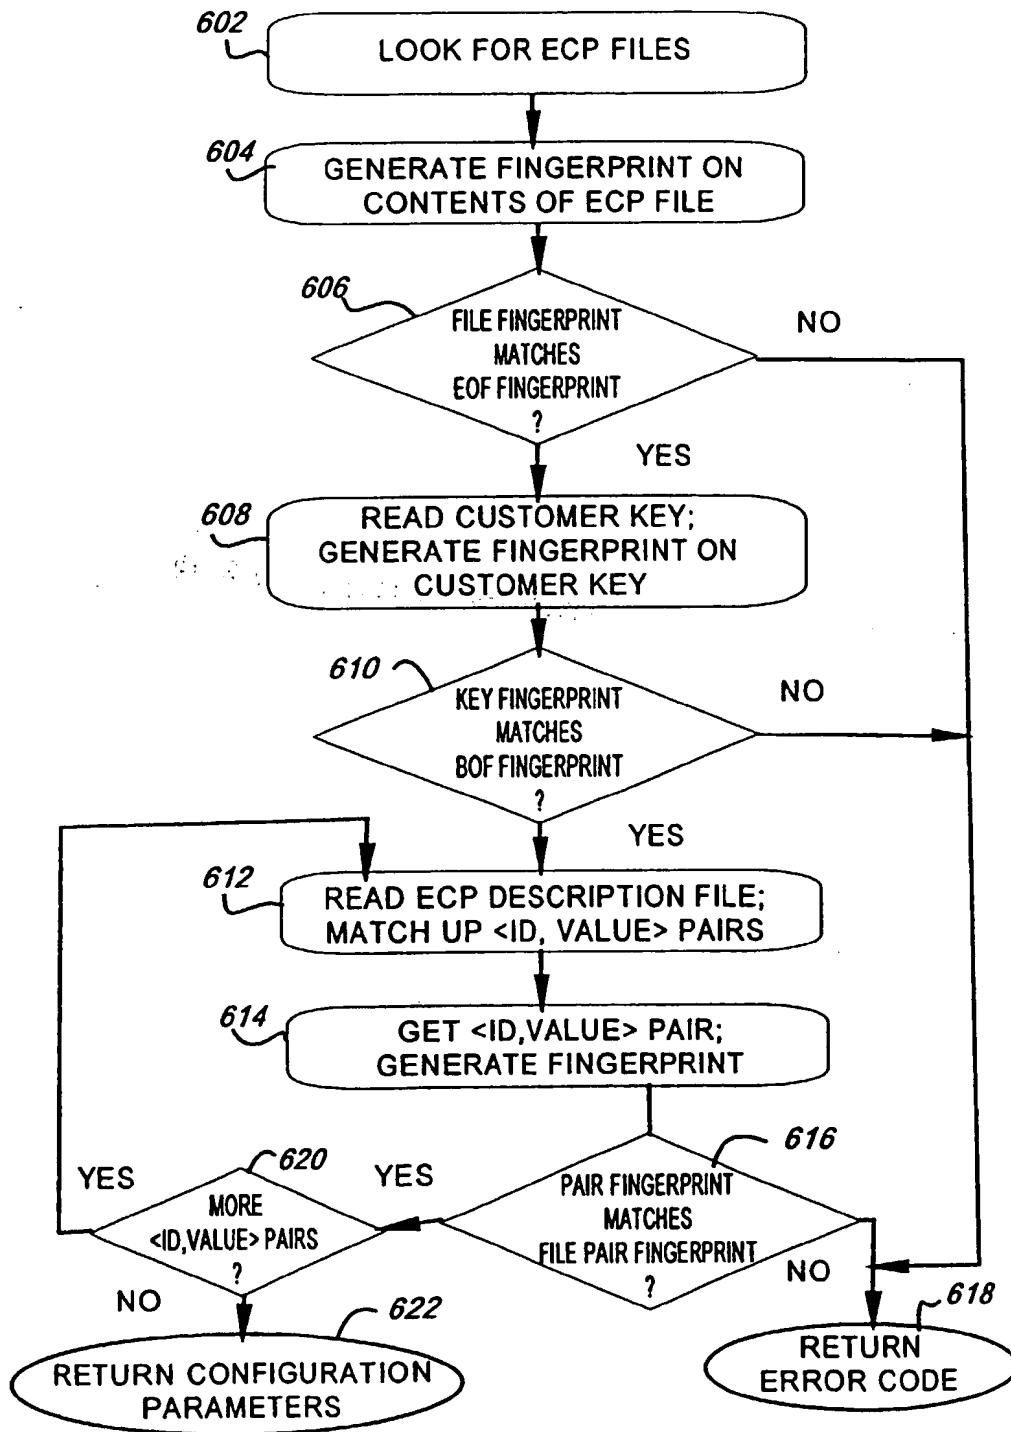 602
LOOK FOR ECP FILES
604
GENERATE FINGERPRINT ON
CONTENTS OF ECP FILE
606
FILE FINGERPRINT
MATCHES
EOF FINGERPRINT
?
NO
YES
608
READ CUSTOMER KEY;
GENERATE FINGERPRINT ON
CUSTOMER KEY
610
KEY FINGERPRINT
MATCHES
BOF FINGERPRINT
?
NO
YES
612
READ ECP DESCRIPTION FILE;
MATCH UP <ID, VALUE> PAIRS
614
GET <ID,VALUE> PAIR;
GENERATE FINGERPRINT
616
PAIR FINGERPRINT
MATCHES
FILE PAIR FINGERPRINT
?
YES
NO
620
MORE
<ID,VALUE> PAIRS
?
YES
NO
622
RETURN CONFIGURATION
PARAMETERS
618
RETURN
ERROR CODE